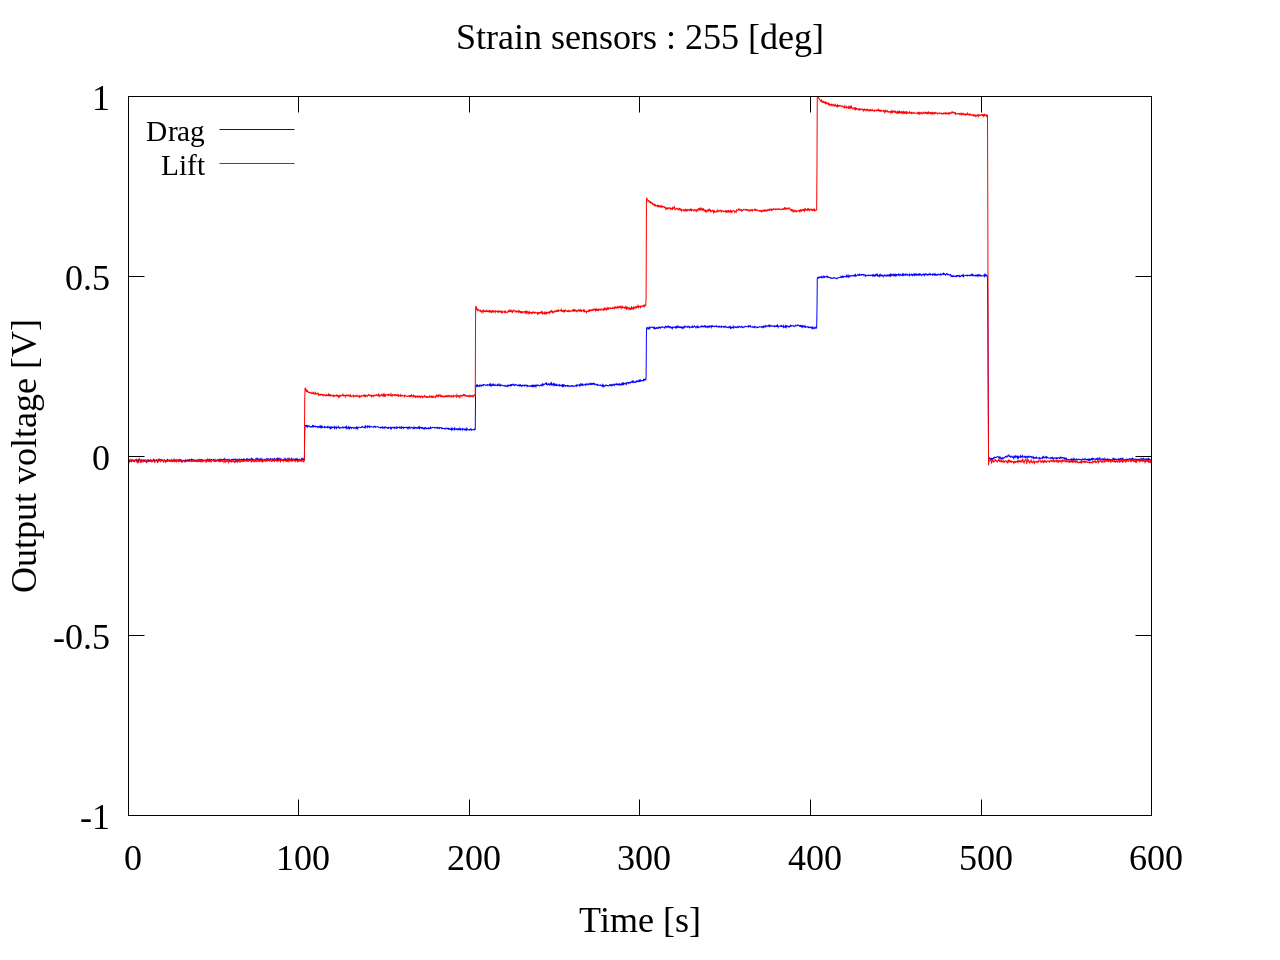 Strain sensors : 255 [deg]
Drag
Lift
1
0.5
0
-0.5
-1
Output voltage [V]
0 100 200 300 400 500 600
Time [s]